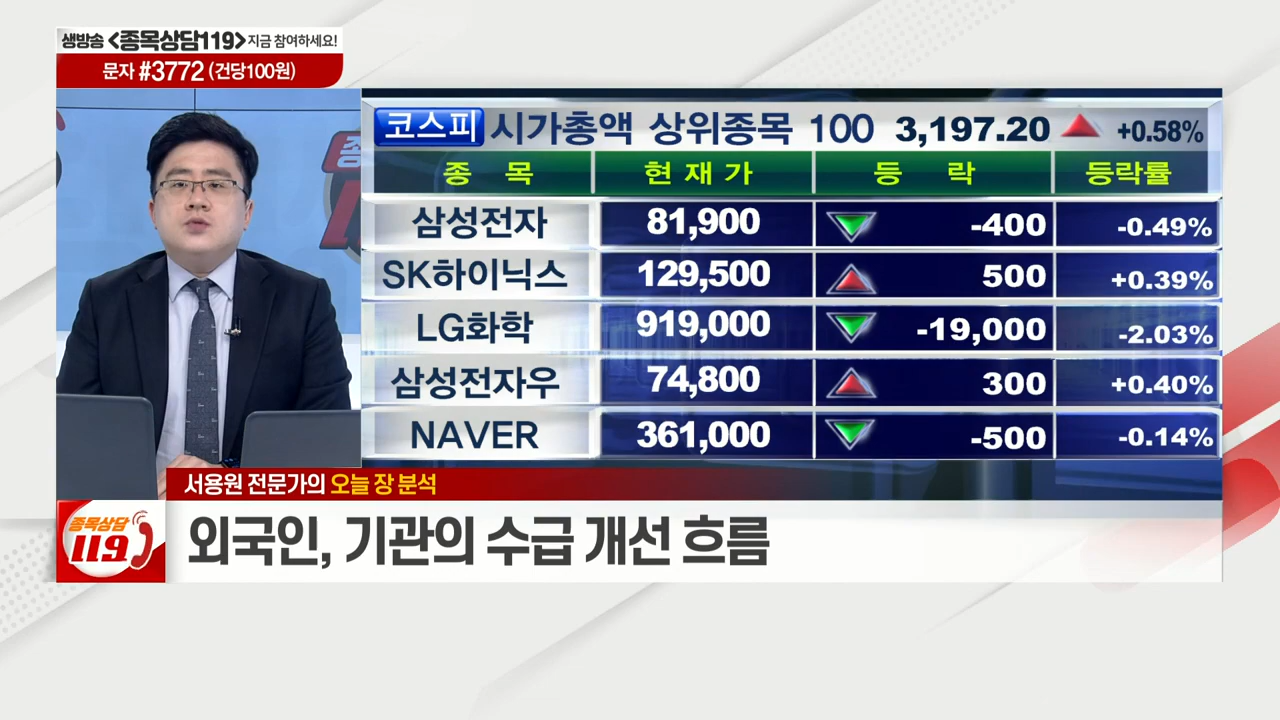 생방송 <종목상담119> 지금 참여하세요!
문자 #3772 (건당100원)
코스피 시가총액 상위종목 100 3,197.20 +0.58%
종 목 현 재 가 등 락 등락률
삼성전자 81,900 -400 -0.49%
SK하이닉스 129,500 500 +0.39%
LG화학 919,000 -19,000 -2.03%
삼성전자우 74,800 300 +0.40%
NAVER 361,000 -500 -0.14%
서용원 전문가의 오늘 장 분석
종목상담
119
외국인, 기관의 수급 개선 흐름